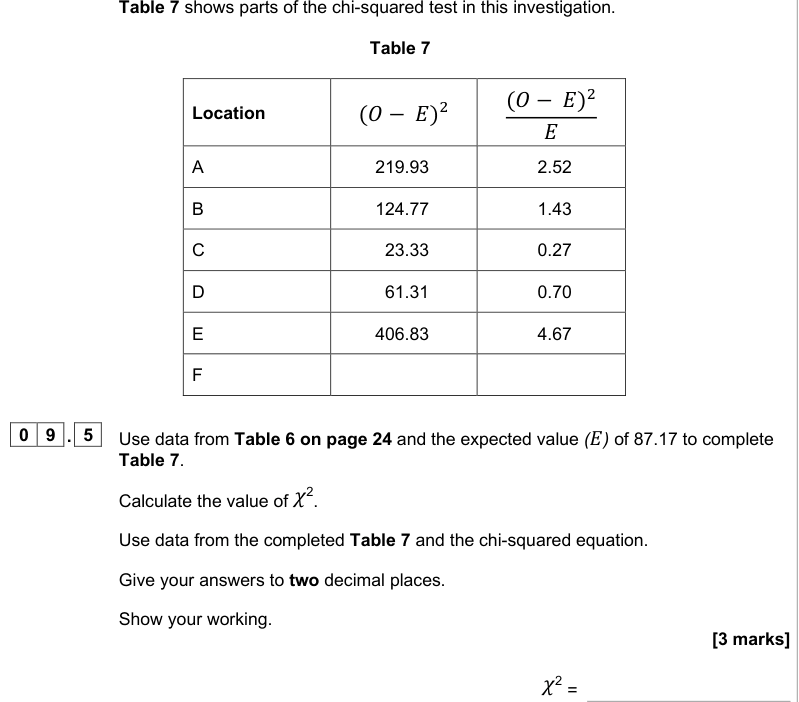 Table 7 shows parts of the chi-squared test in this investigation.
Table 7
Location (O − E)² (O − E)² / E
A 219.93 2.52
B 124.77 1.43
C 23.33 0.27
D 61.31 0.70
E 406.83 4.67
F
0 9 . 5 Use data from Table 6 on page 24 and the expected value (E) of 87.17 to complete
Table 7.
Calculate the value of χ².
Use data from the completed Table 7 and the chi-squared equation.
Give your answers to two decimal places.
Show your working.
[3 marks]
χ² =